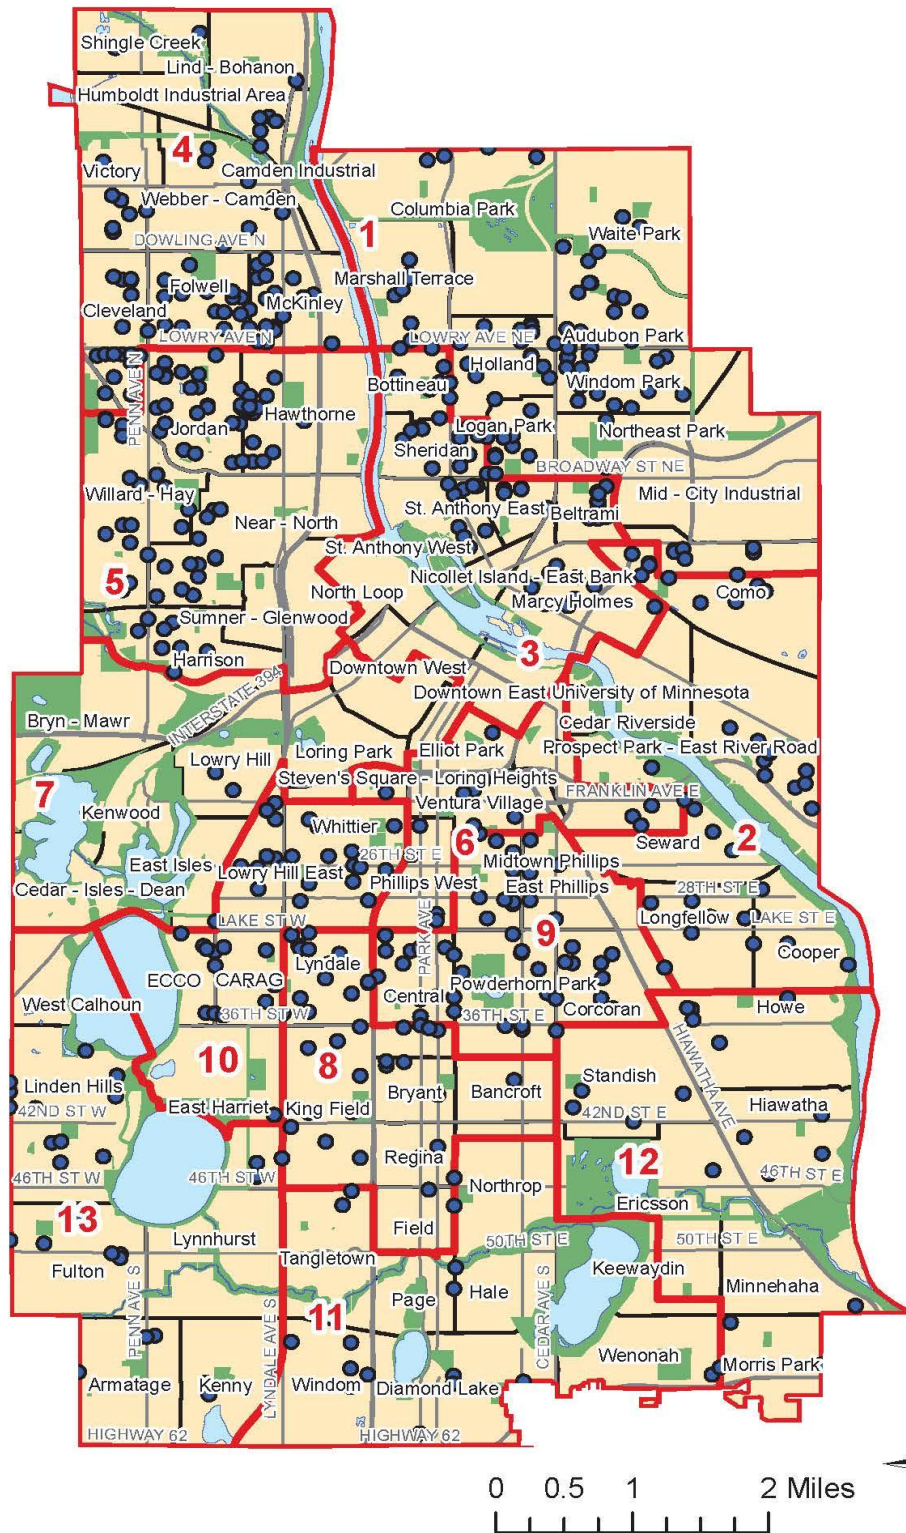 Shingle Creek
Lind - Bohanon
Humboldt Industrial Area
4
Victory
Camden Industrial
Webber - Camden
Columbia Park
1
Waite Park
DOWLING AVE N
Folwell
Marshall Terrace
Cleveland
McKinley
LOWRY AVE N
LOWRY AVE NE
Audubon Park
Holland
PENN AVE N
Bottineau
Windom Park
Hawthorne
Jordan
Logan Park
Northeast Park
Sheridan
BROADWAY ST NE
Willard - Hay
Mid - City Industrial
St. Anthony East
Beltrami
Near - North
St. Anthony West
5
Nicollet Island - East Bank
North Loop
Marcy Holmes
Como
Sumner - Glenwood
3
Harrison
Downtown West
INTERSTATE 394
Downtown East
University of Minnesota
Bryn - Mawr
Cedar Riverside
Loring Park
Elliot Park
Prospect Park - East River Road
Lowry Hill
Steven's Square - Loring Heights
7
FRANKLIN AVE E
Kenwood
Ventura Village
Whittier
6
Seward
2
26TH ST E
East Isles
Lowry Hill East
Midtown Phillips
Phillips West
East Phillips
Cedar - Isles - Dean
28TH ST E
LAKE ST W
PARK AVE
Longfellow
LAKE ST E
9
Lyndale
Cooper
ECCO
CARAG
Powderhorn Park
West Calhoun
Central
Corcoran
Howe
36TH ST W
36TH ST E
HIAWATHA AVE
10
8
Linden Hills
Bryant
Bancroft
Standish
42ND ST W
East Harriet
King Field
42ND ST E
Hiawatha
Regina
12
46TH ST W
46TH ST W
46TH ST E
Northrop
Ericsson
13
Field
Lynnhurst
Tangletown
50TH ST E
50TH ST E
Fulton
Keewaydin
PENN AVE S
Page
Hale
Minnehaha
LYNDALE AVE S
11
CEDAR AVE S
Wenonah
Morris Park
Armatage
Kenny
Windom
Diamond Lake
HIGHWAY 62
HIGHWAY 62
0 0.5 1 2 Miles